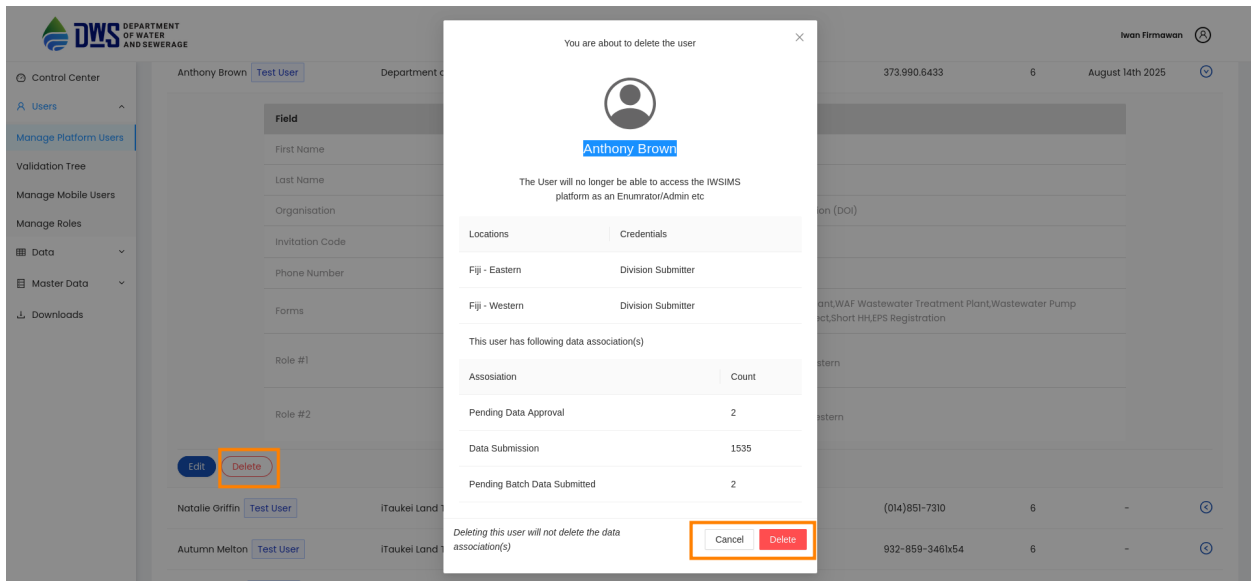 DWS DEPARTMENT
OF WATER
AND SEWERAGE
Iwan Firmawan
Control Center
Users
Manage Platform Users
Validation Tree
Manage Mobile Users
Manage Roles
Data
Master Data
Downloads
Anthony Brown Test User Department 373.990.6433 6 August 14th 2025
Field
First Name
Last Name
Organisation (DOI)
Invitation Code
Phone Number
Forms WAF Wastewater Treatment Plant,Wastewater Pump
Short HH,EPS Registration
Role #1
Role #2
Edit Delete
Natalie Griffin Test User iTaukei Land (014)851-7310 6 -
Autumn Melton Test User iTaukei Land 932-859-3461x54 6 -
You are about to delete the user
Anthony Brown
The User will no longer be able to access the IWSIMS
platform as an Enumrator/Admin etc
Locations Credentials
Fiji - Eastern Division Submitter
Fiji - Western Division Submitter
This user has following data association(s)
Assosiation Count
Pending Data Approval 2
Data Submission 1535
Pending Batch Data Submitted 2
Deleting this user will not delete the data
association(s)
Cancel Delete